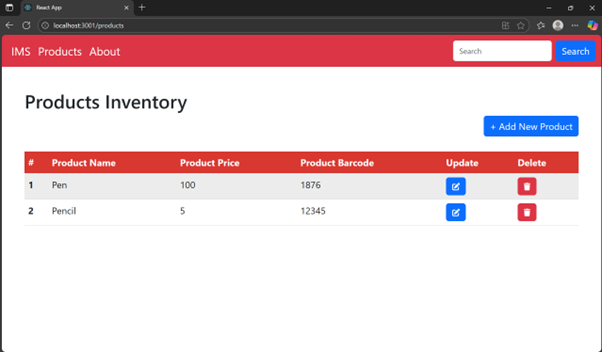 React App
localhost:3001/products
IMS Products About Search Search
Products Inventory
+ Add New Product
# Product Name Product Price Product Barcode Update Delete
1 Pen 100 1876
2 Pencil 5 12345